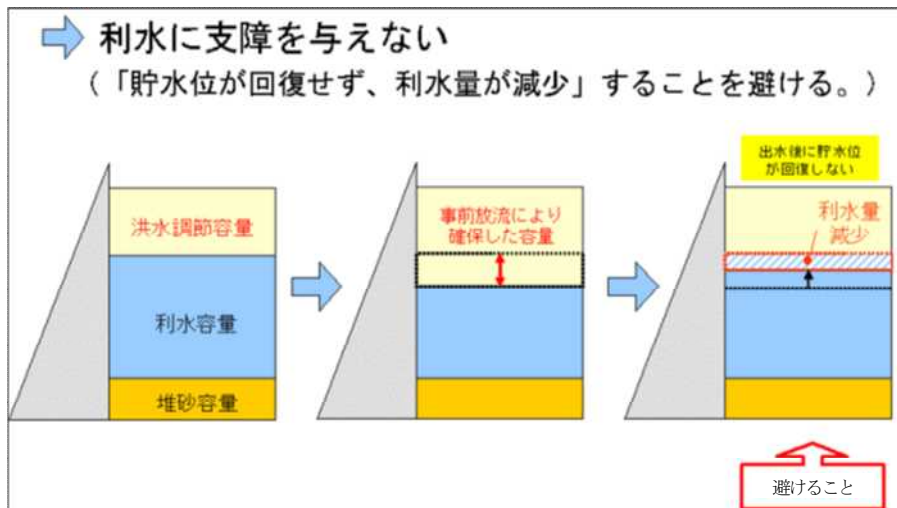 利水に支障を与えない
(「貯水位が回復せず、利水量が減少」することを避ける。)
洪水調節容量
利水容量
堆砂容量
事前放流により
確保した容量
出水後に貯水位
が回復しない
利水量
減少
避けること